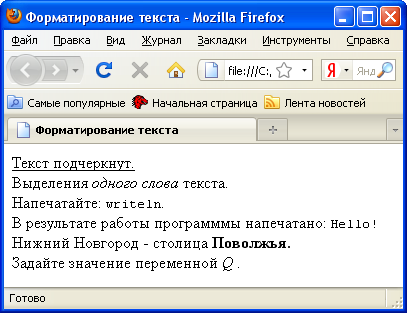 Форматирование текста - Mozilla Firefox
Файл Правка Вид Журнал Закладки Инструменты Справка
file:///C:, Я Янд
Самые популярные Начальная страница Лента новостей
Форматирование текста
Текст подчеркнут.
Выделения одного слова текста.
Напечатайте: writeln.
В результате работы программмы напечатано: Hello!
Нижний Новгород - столица Поволжья.
Задайте значение переменной Q .
Готово